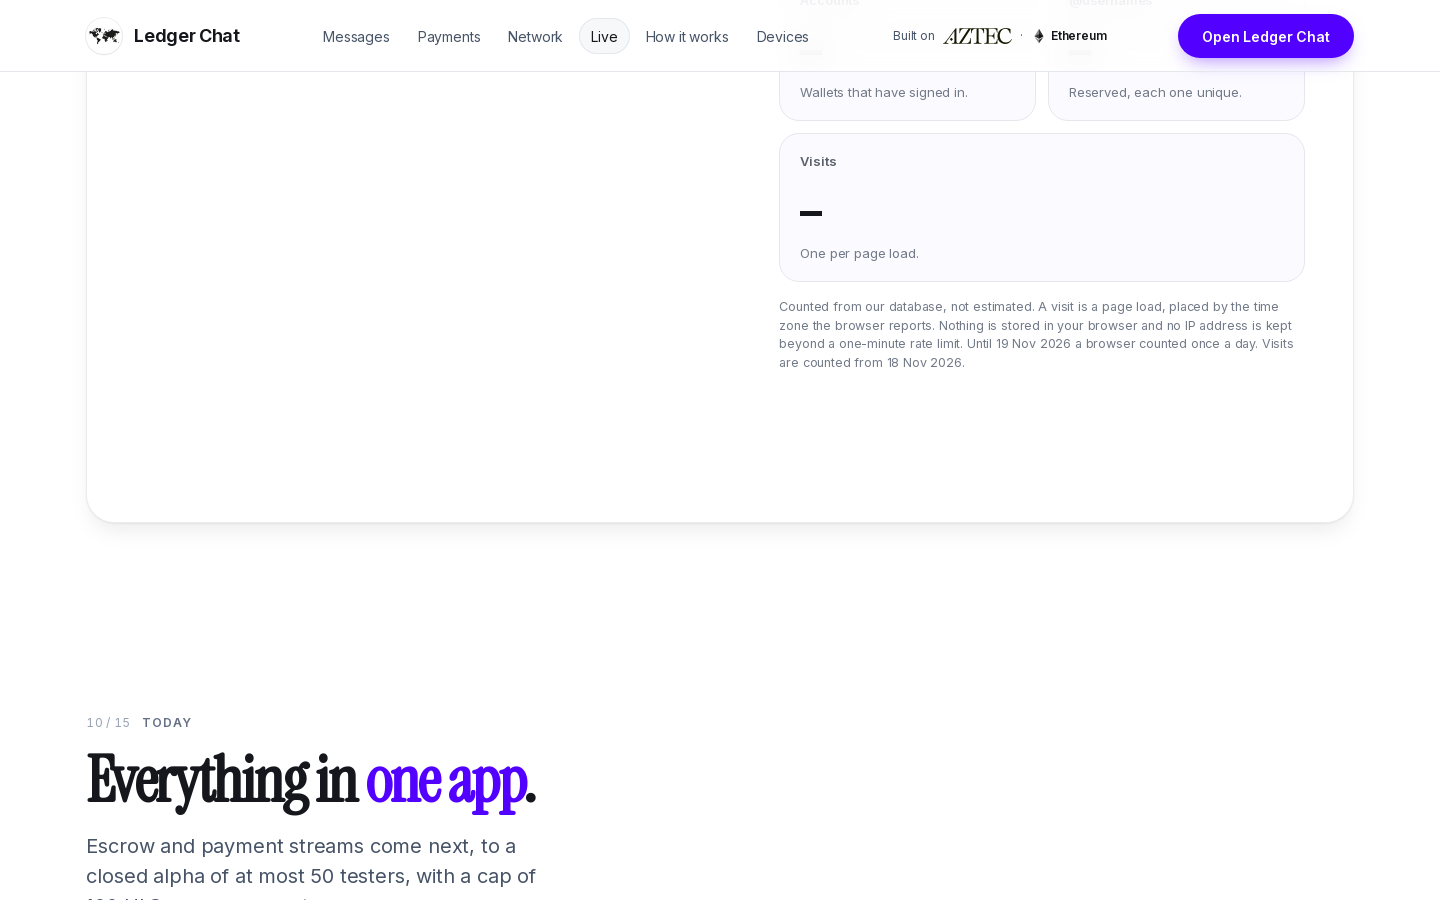 Ledger Chat
Messages
Payments
Network
Live
How it works
Devices
Built on AZTEC · Ethereum
Open Ledger Chat
Accounts
@usernames
Wallets that have signed in.
Reserved, each one unique.
Visits
—
One per page load.
Counted from our database, not estimated. A visit is a page load, placed by the time
zone the browser reports. Nothing is stored in your browser and no IP address is kept
beyond a one-minute rate limit. Until 19 Nov 2026 a browser counted once a day. Visits
are counted from 18 Nov 2026.
10 / 15 TODAY
Everything in one app.
Escrow and payment streams come next, to a
closed alpha of at most 50 testers, with a cap of